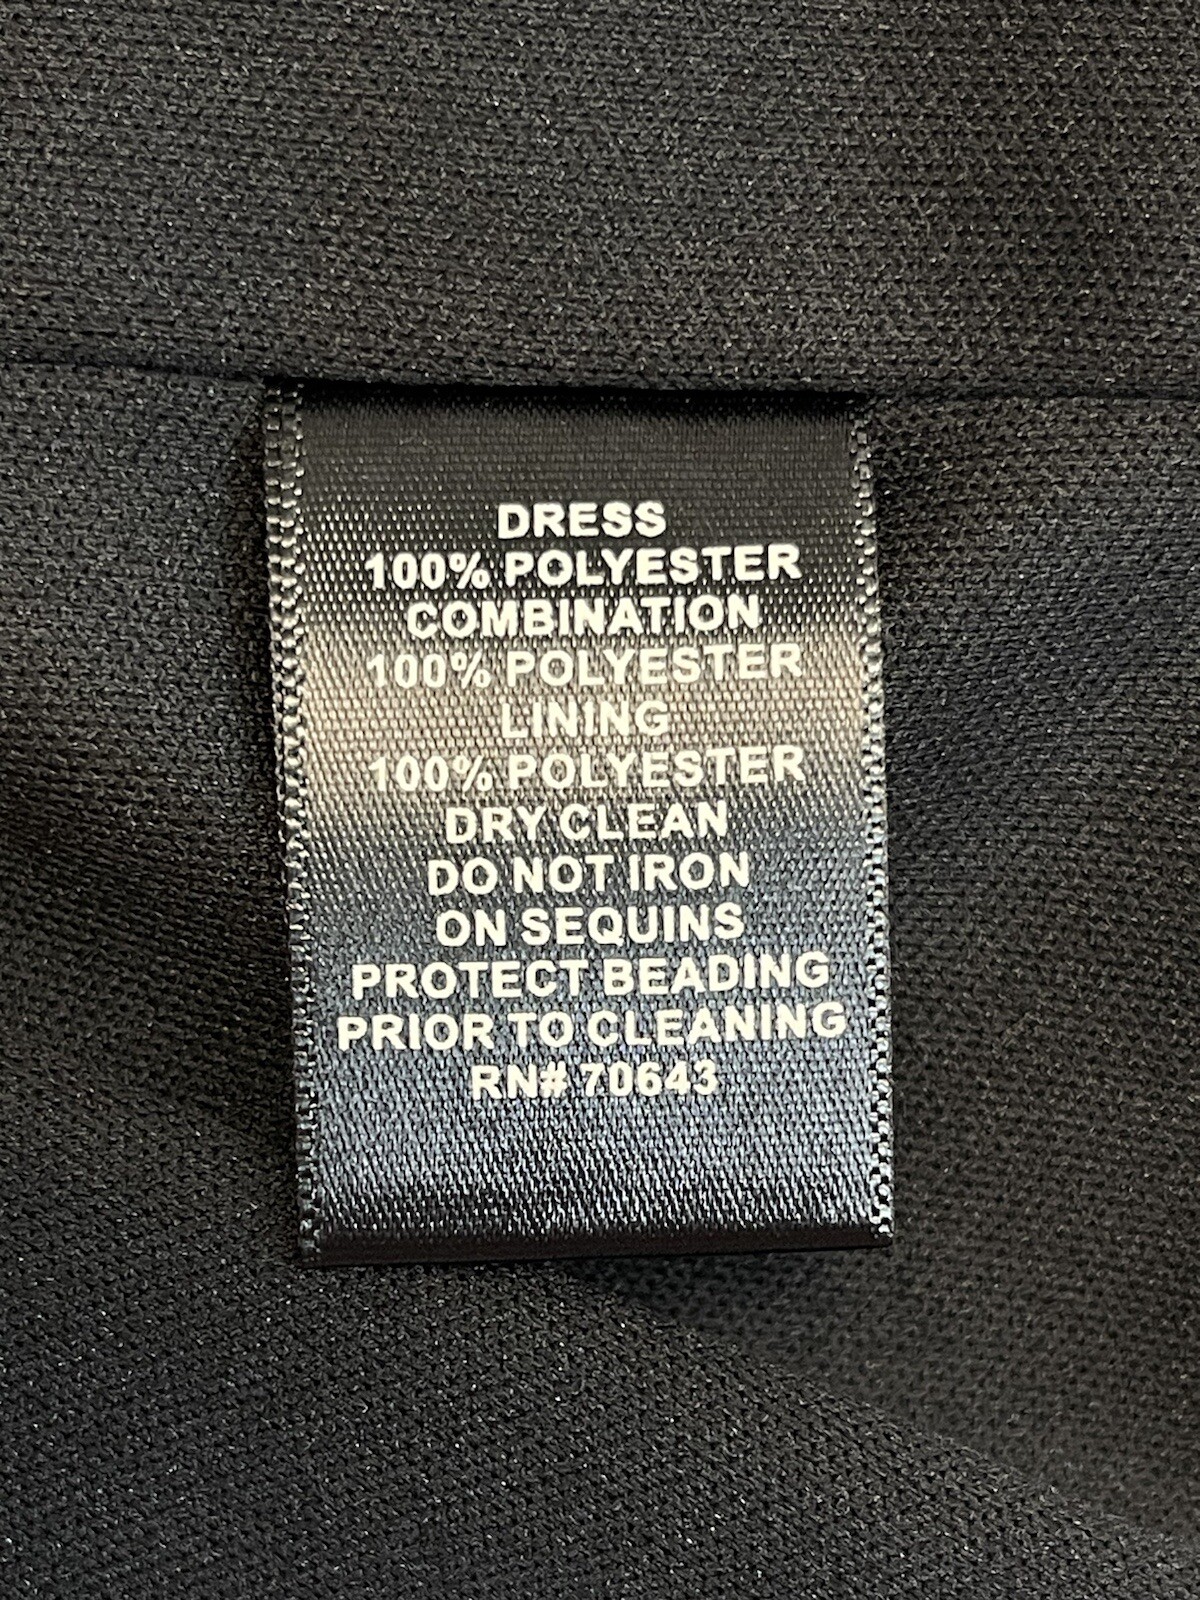 DRESS
100% POLYESTER
COMBINATION
100% POLYESTER
LINING
100% POLYESTER
DRY CLEAN
DO NOT IRON
ON SEQUINS
PROTECT BEADING
PRIOR TO CLEANING
RN# 70643